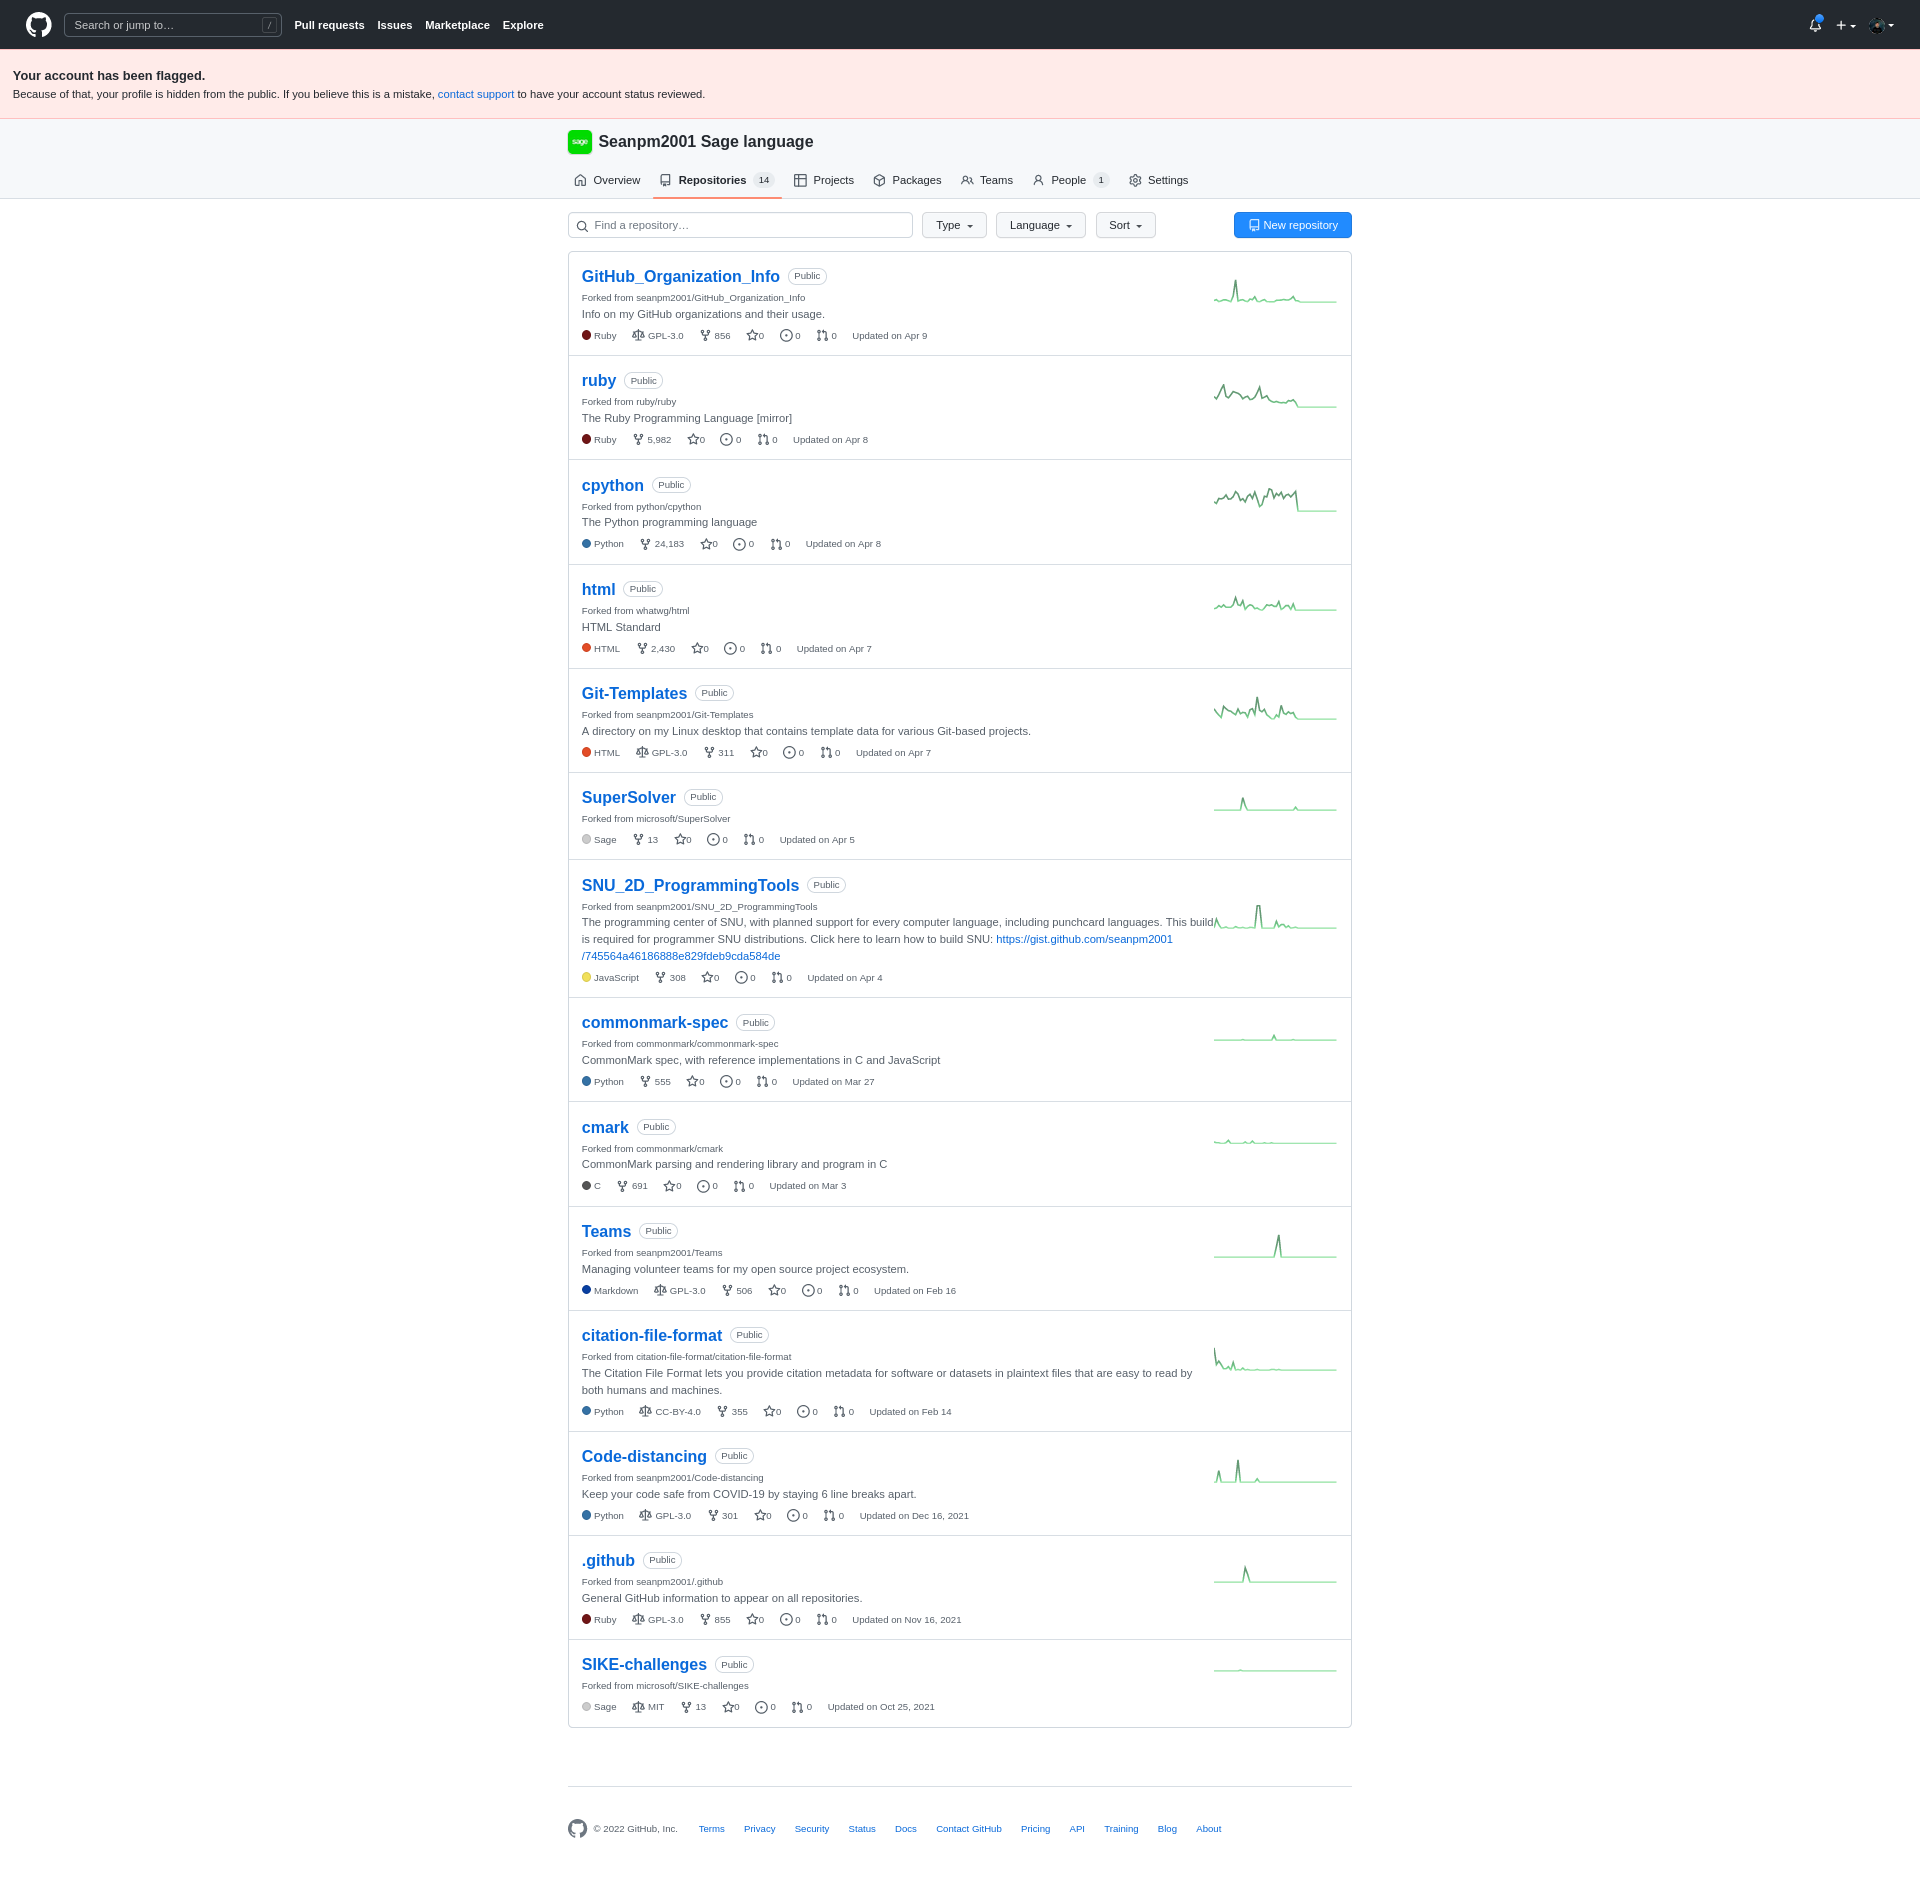 Search or jump to…
/
Pull requests Issues Marketplace Explore
Your account has been flagged.
Because of that, your profile is hidden from the public. If you believe this is a mistake, contact support to have your account status reviewed.
sage Seanpm2001 Sage language
Overview Repositories 14 Projects Packages Teams People 1 Settings
Find a repository… Type Language Sort New repository
GitHub_Organization_Info Public
Forked from seanpm2001/GitHub_Organization_Info
Info on my GitHub organizations and their usage.
Ruby GPL-3.0 856 0 0 0 Updated on Apr 9
ruby Public
Forked from ruby/ruby
The Ruby Programming Language [mirror]
Ruby 5,982 0 0 0 Updated on Apr 8
cpython Public
Forked from python/cpython
The Python programming language
Python 24,183 0 0 0 Updated on Apr 8
html Public
Forked from whatwg/html
HTML Standard
HTML 2,430 0 0 0 Updated on Apr 7
Git-Templates Public
Forked from seanpm2001/Git-Templates
A directory on my Linux desktop that contains template data for various Git-based projects.
HTML GPL-3.0 311 0 0 0 Updated on Apr 7
SuperSolver Public
Forked from microsoft/SuperSolver
Sage 13 0 0 0 Updated on Apr 5
SNU_2D_ProgrammingTools Public
Forked from seanpm2001/SNU_2D_ProgrammingTools
The programming center of SNU, with planned support for every computer language, including punchcard languages. This build
is required for programmer SNU distributions. Click here to learn how to build SNU: https://gist.github.com/seanpm2001
/745564a46186888e829fdeb9cda584de
JavaScript 308 0 0 0 Updated on Apr 4
commonmark-spec Public
Forked from commonmark/commonmark-spec
CommonMark spec, with reference implementations in C and JavaScript
Python 555 0 0 0 Updated on Mar 27
cmark Public
Forked from commonmark/cmark
CommonMark parsing and rendering library and program in C
C 691 0 0 0 Updated on Mar 3
Teams Public
Forked from seanpm2001/Teams
Managing volunteer teams for my open source project ecosystem.
Markdown GPL-3.0 506 0 0 0 Updated on Feb 16
citation-file-format Public
Forked from citation-file-format/citation-file-format
The Citation File Format lets you provide citation metadata for software or datasets in plaintext files that are easy to read by
both humans and machines.
Python CC-BY-4.0 355 0 0 0 Updated on Feb 14
Code-distancing Public
Forked from seanpm2001/Code-distancing
Keep your code safe from COVID-19 by staying 6 line breaks apart.
Python GPL-3.0 301 0 0 0 Updated on Dec 16, 2021
.github Public
Forked from seanpm2001/.github
General GitHub information to appear on all repositories.
Ruby GPL-3.0 855 0 0 0 Updated on Nov 16, 2021
SIKE-challenges Public
Forked from microsoft/SIKE-challenges
Sage MIT 13 0 0 0 Updated on Oct 25, 2021
© 2022 GitHub, Inc. Terms Privacy Security Status Docs Contact GitHub Pricing API Training Blog About